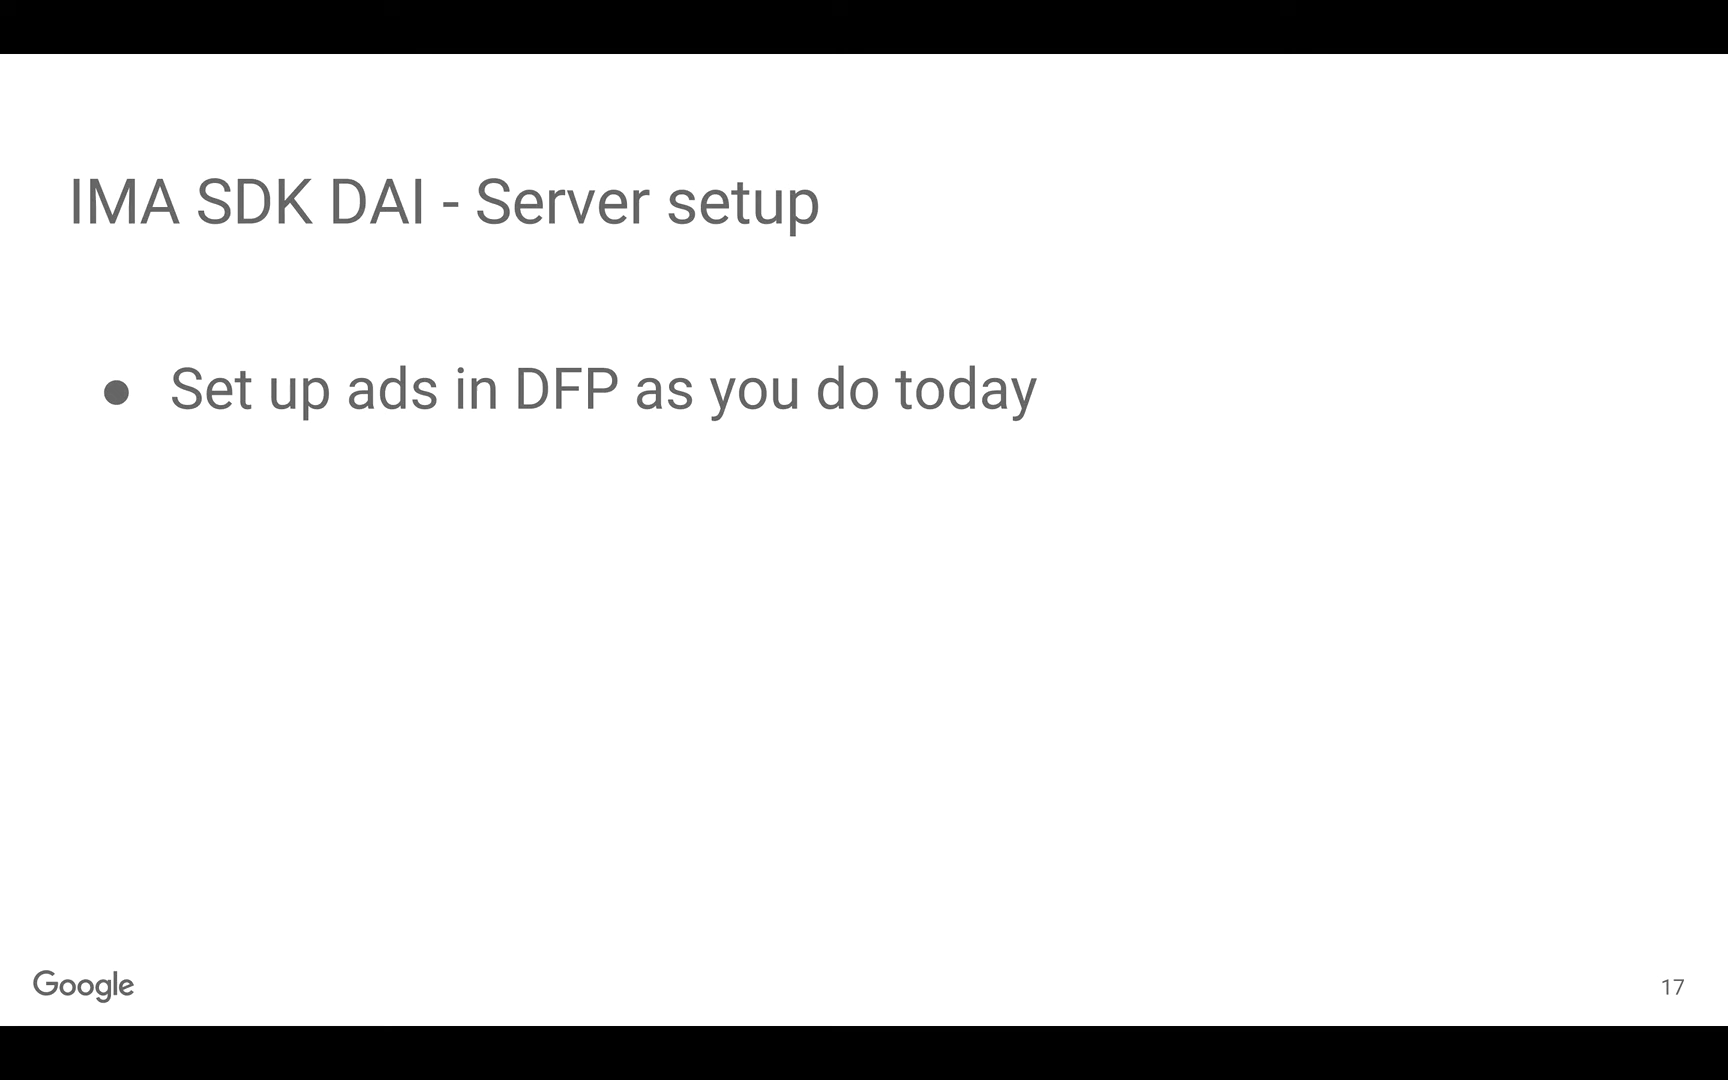 IMA SDK DAI - Server setup
● Set up ads in DFP as you do today
Google
17